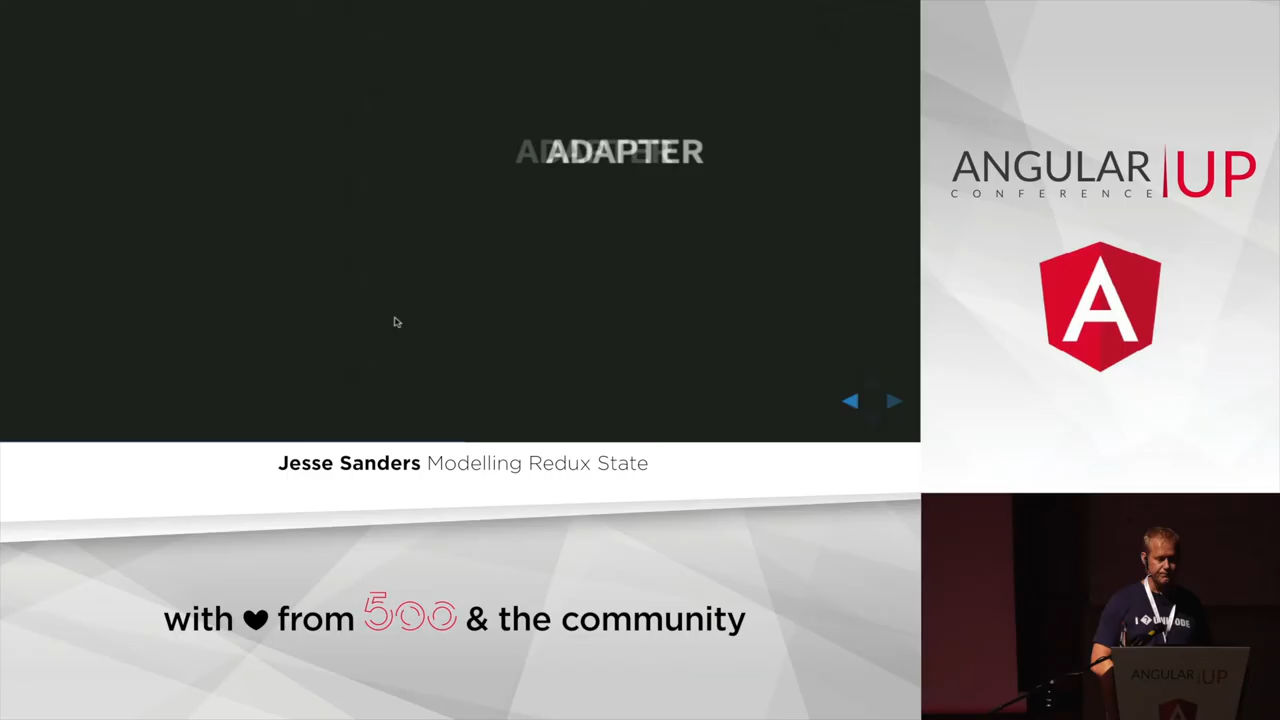 ADAPTER
ANGULAR UP
CONFERENCE
A
Jesse Sanders Modelling Redux State
with ♥ from 500 & the community
ANGULAR UP